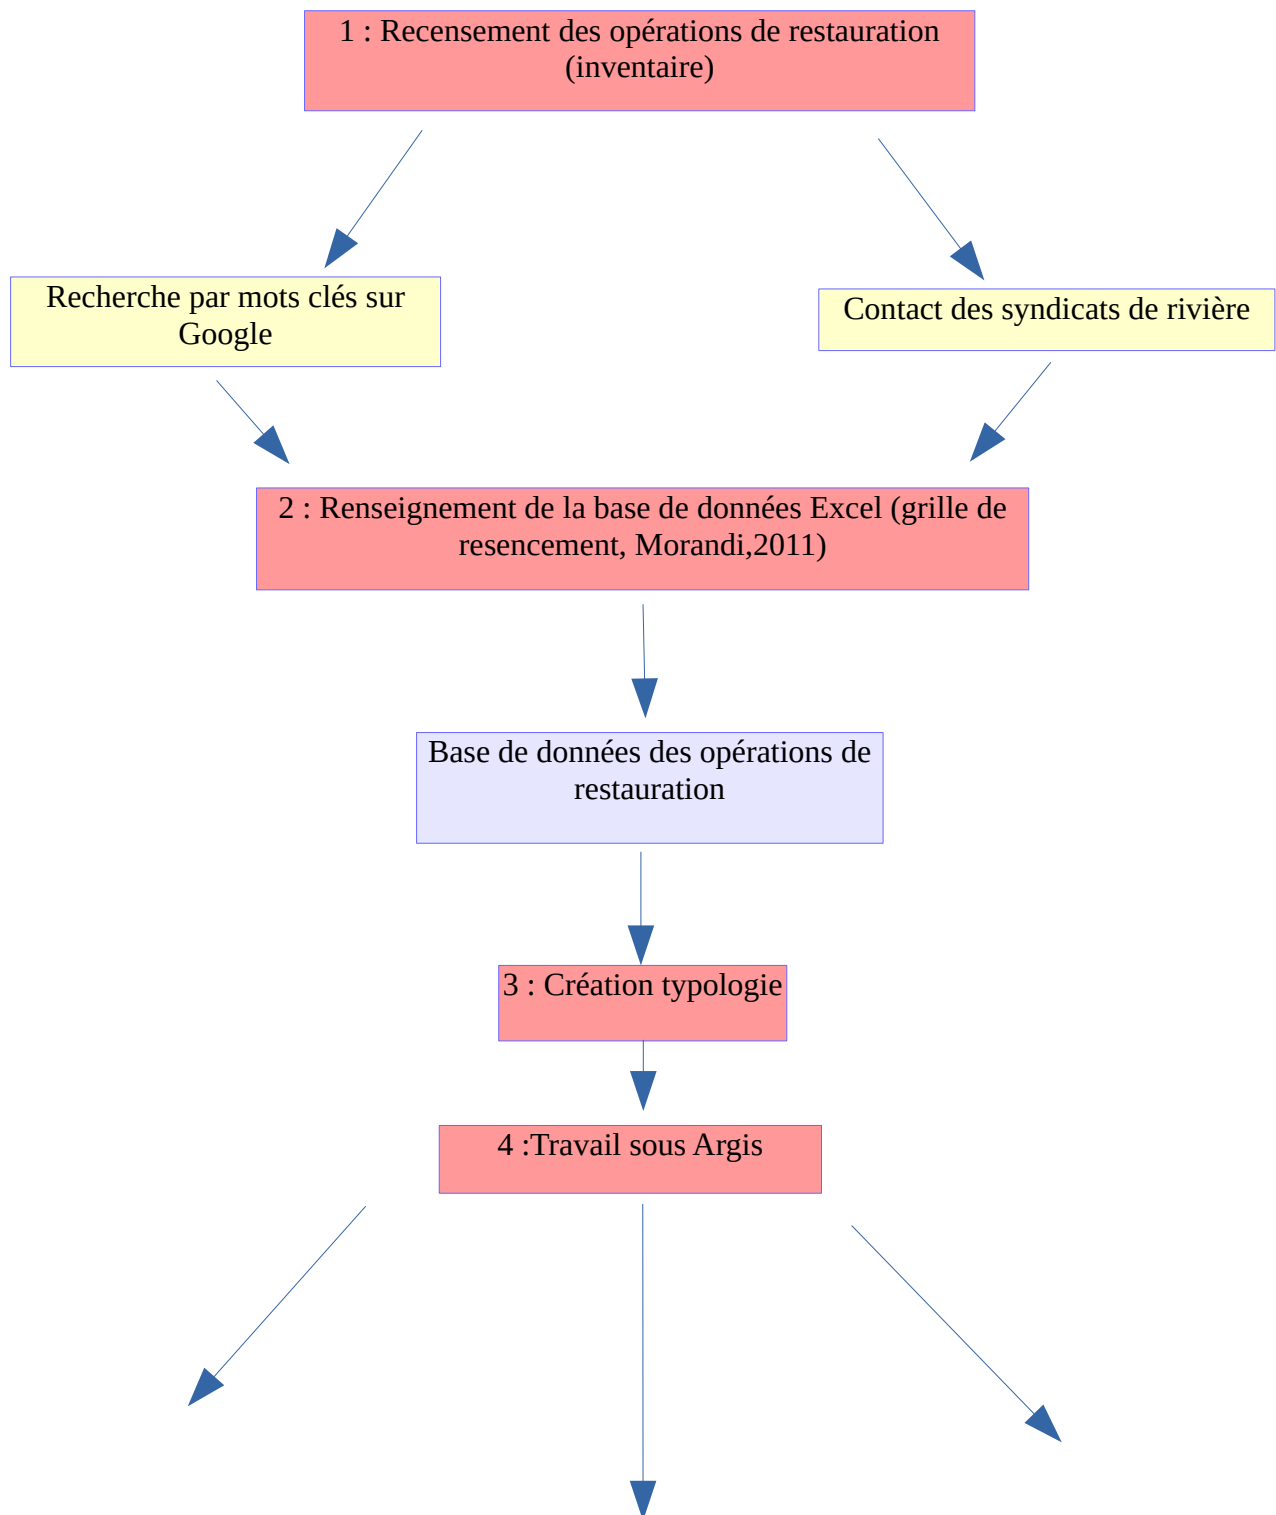 1 : Recensement des opérations de restauration
(inventaire)
Recherche par mots clés sur
Google
Contact des syndicats de rivière
2 : Renseignement de la base de données Excel (grille de
resencement, Morandi,2011)
Base de données des opérations de
restauration
3 : Création typologie
4 :Travail sous Argis